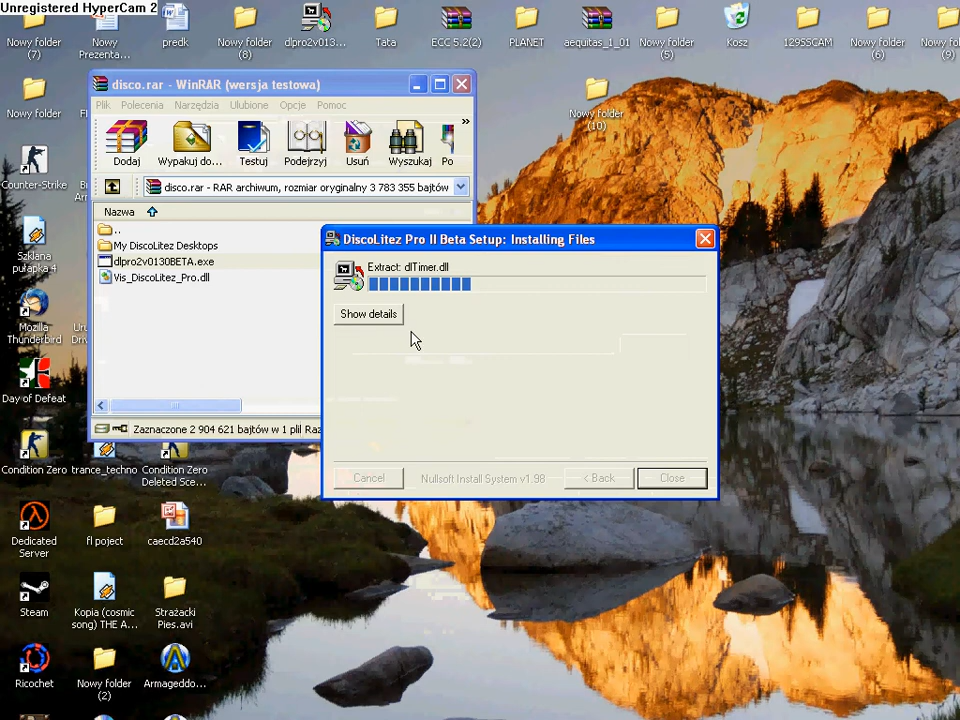 Unregistered HyperCam 2
Nowy folder (7)
Nowy Prezenta...
predk
Nowy folder (8)
dlpro2v013...
Tata
ECC 5.2(2)
PLANET
aequitas_1_01
Nowy folder (5)
Kosz
129SSCAM
Nowy folder (6)
Nowy fo (9)
Nowy folder
Nowy folder (10)
disco.rar - WinRAR (wersja testowa)
Plik Polecenia Narzędzia Ulubione Opcje Pomoc
Dodaj Wypakuj do... Testuj Podejrzyj Usuń Wyszukaj Po
»
disco.rar - RAR archiwum, rozmiar oryginalny 3 783 355 bajtów
Nazwa
..
My DiscoLitez Desktops
dlpro2v0130BETA.exe
Vis_DiscoLitez_Pro.dll
Zaznaczone 2 904 621 bajtów w 1 plil Raz
DiscoLitez Pro II Beta Setup: Installing Files
Extract: dlTimer.dll
Show details
Cancel
Nullsoft Install System v1.98
< Back
Close
Counter-Strike
Szklana pułapka 4
Mozilla Thunderbird
Day of Defeat
Condition Zero
trance_techno
Condition Zero Deleted Sce...
Dedicated Server
fl poject
caecd2a540
Steam
Kopia (cosmic song) THE A...
Strażacki Pies.avi
Ricochet
Nowy folder (2)
Armageddo...